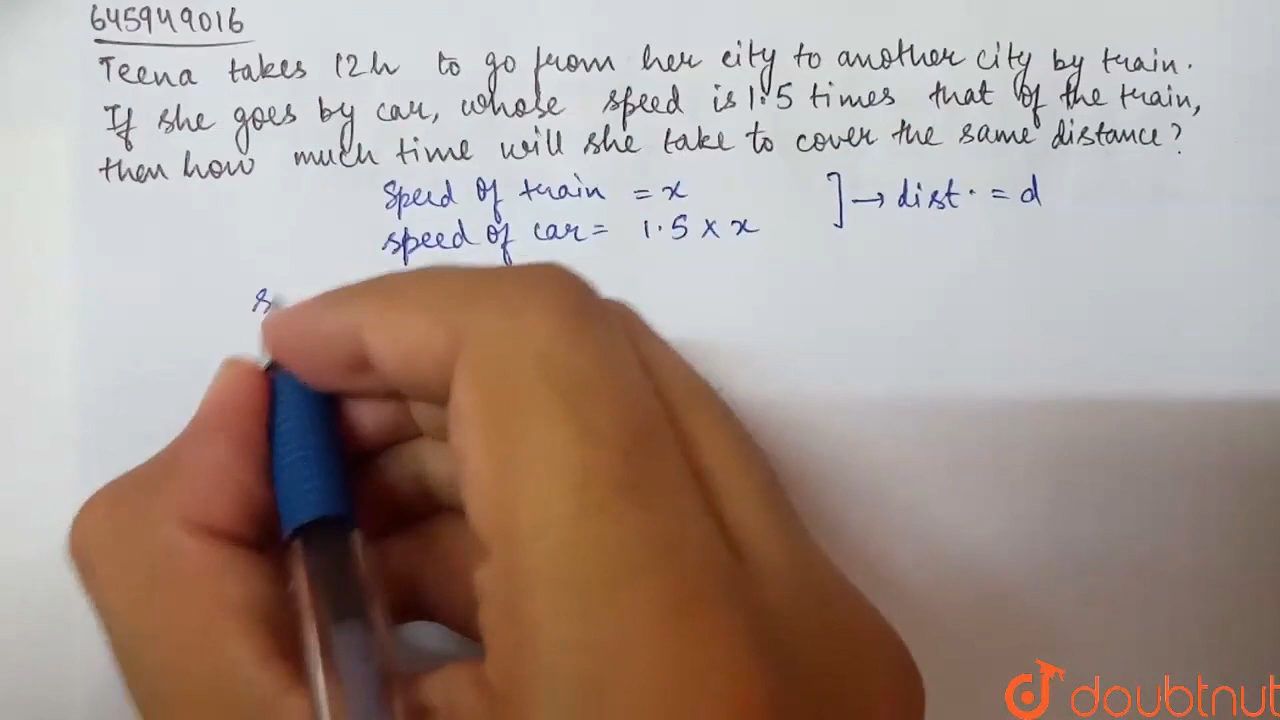 645949016
Teena takes 12h to go from her city to another city by train.
If she goes by car, whose speed is 1.5 times that of the train,
then how much time will she take to cover the same distance?
Speed of train = x
speed of car = 1.5 × x
] → dist. = d
s
doubtnut